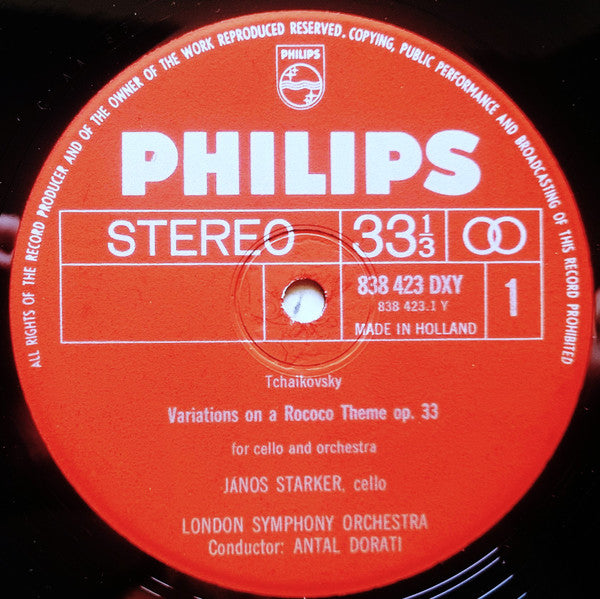 ALL RIGHTS OF THE RECORD PRODUCER AND OF THE OWNER OF THE WORK REPRODUCED RESERVED. COPYING, PUBLIC PERFORMANCE AND BROADCASTING OF THIS RECORD PROHIBITED
PHILIPS
PHILIPS
STEREO 33 1/3
838 423 DXY
838 423.1 Y
1
MADE IN HOLLAND
Tchaikovsky
Variations on a Rococo Theme op. 33
for cello and orchestra
JANOS STARKER, cello
LONDON SYMPHONY ORCHESTRA
Conductor: ANTAL DORATI